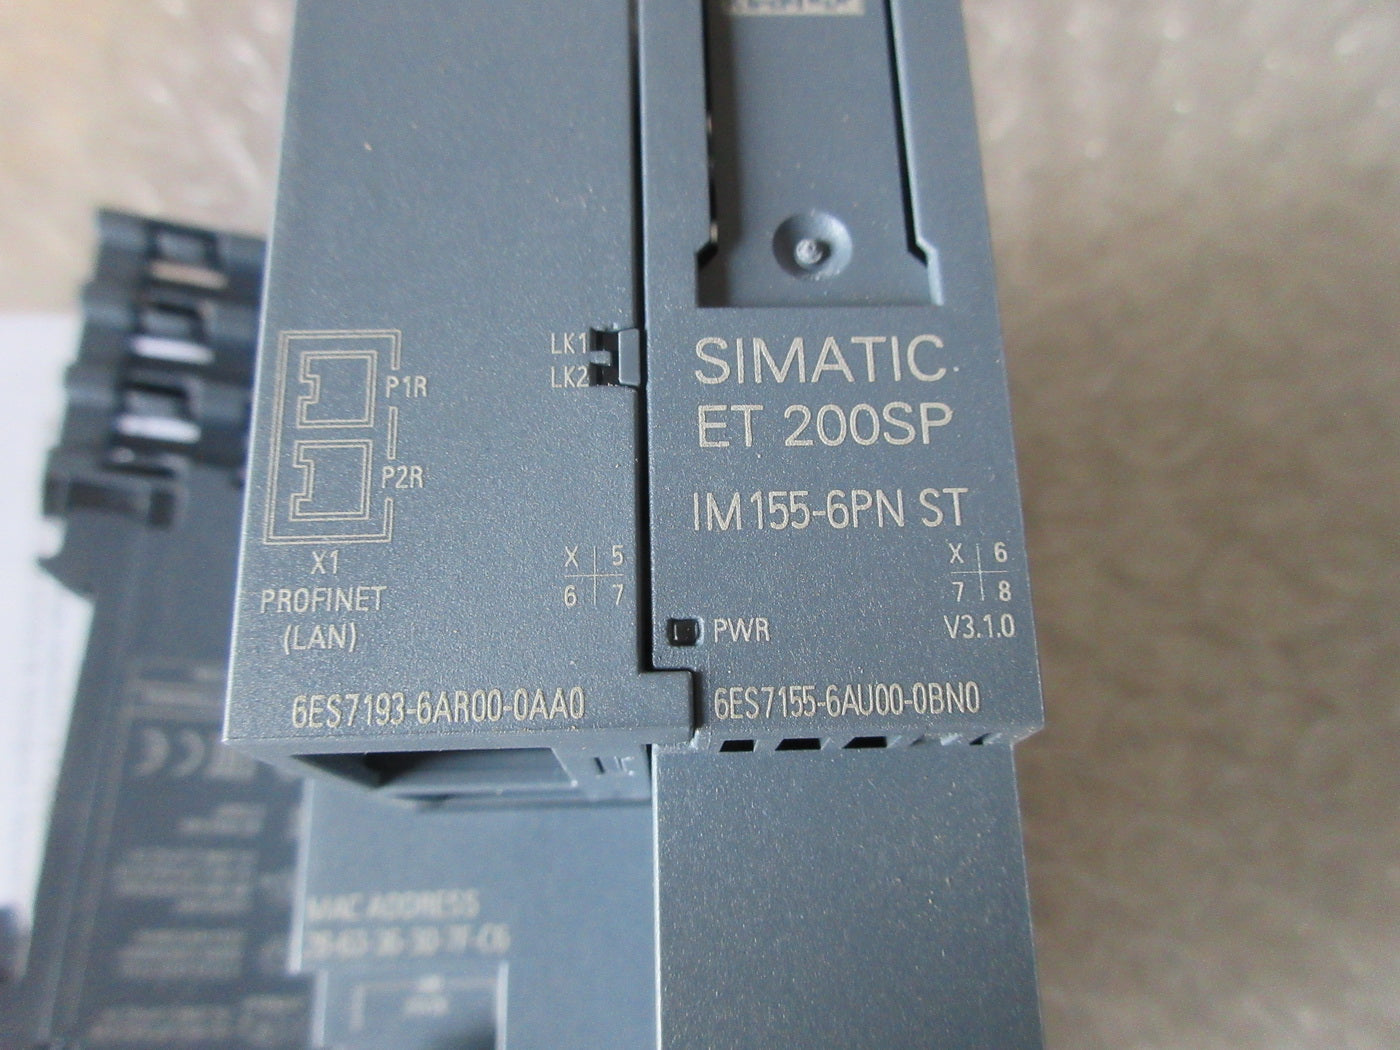 LK1
LK2
P1R
P2R
X1
PROFINET
(LAN)
X 5
6 7
6ES7193-6AR00-0AA0
SIMATIC
ET 200SP
IM 155-6PN ST
X 6
7 8
PWR
V3.1.0
6ES7155-6AU00-0BN0
MAC ADDRESS